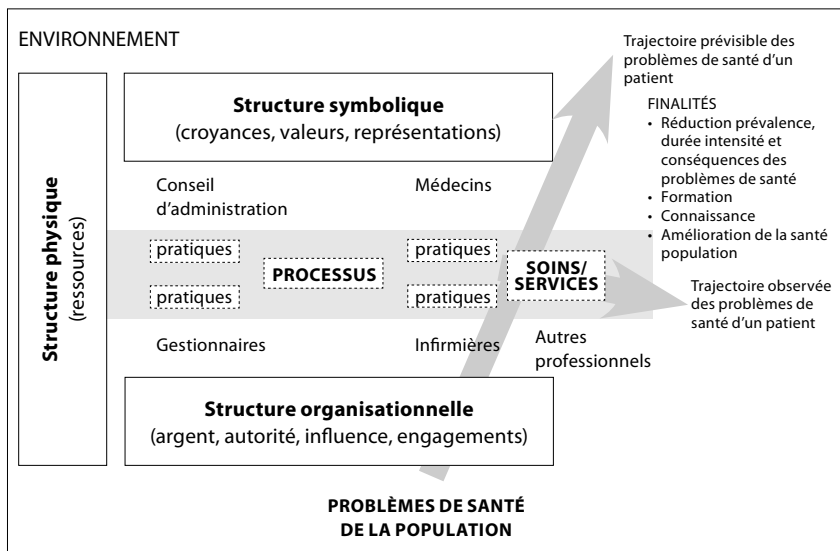 ENVIRONNEMENT
Structure physique
(ressources)
Structure symbolique
(croyances, valeurs, représentations)
Conseil
d’administration
Médecins
pratiques
PROCESSUS
pratiques
SOINS/
SERVICES
pratiques
pratiques
Gestionnaires
Infirmières
Autres
professionnels
Structure organisationnelle
(argent, autorité, influence, engagements)
PROBLÈMES DE SANTÉ
DE LA POPULATION
Trajectoire prévisible des
problèmes de santé d’un
patient
FINALITÉS
• Réduction prévalence,
durée intensité et
conséquences des
problèmes de santé
• Formation
• Connaissance
• Amélioration de la santé
population
Trajectoire observée
des problèmes de
santé d’un patient